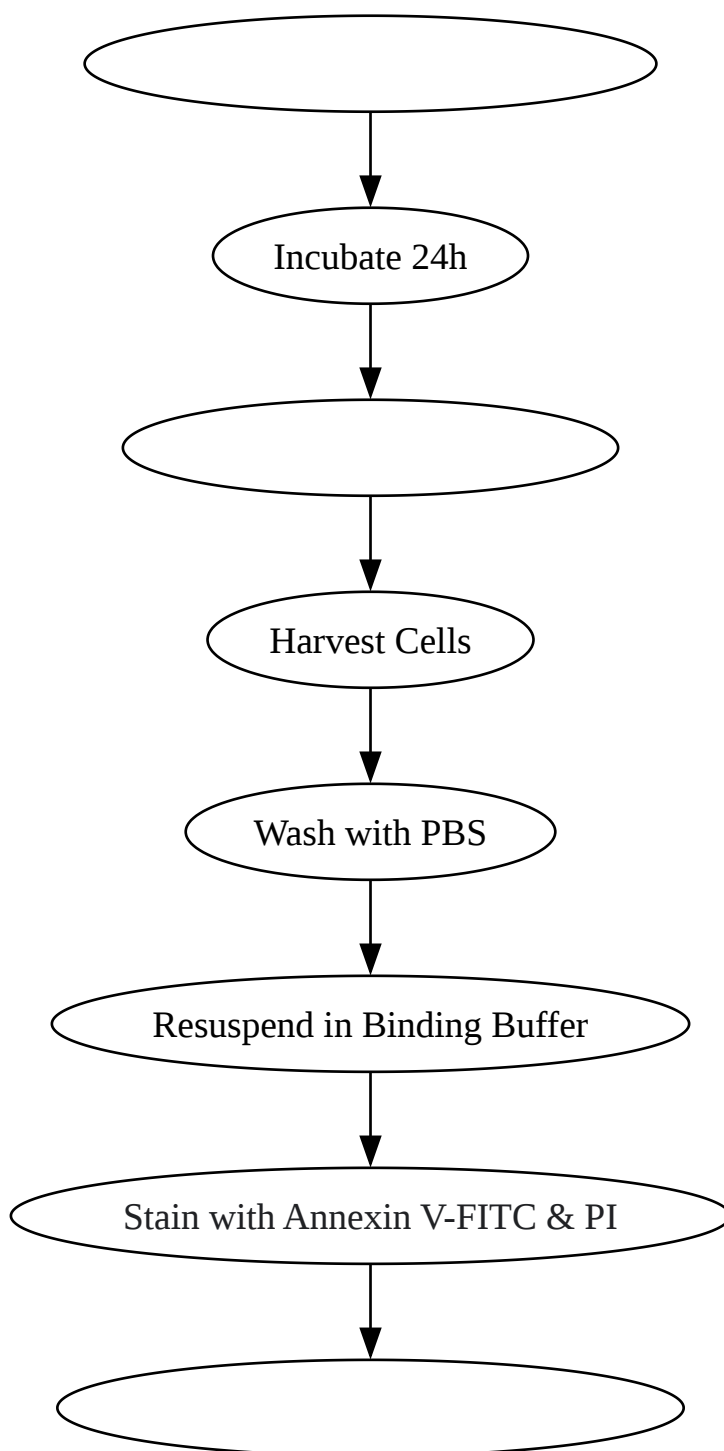 Incubate 24h
Harvest Cells
Wash with PBS
Resuspend in Binding Buffer
Stain with Annexin V-FITC & PI